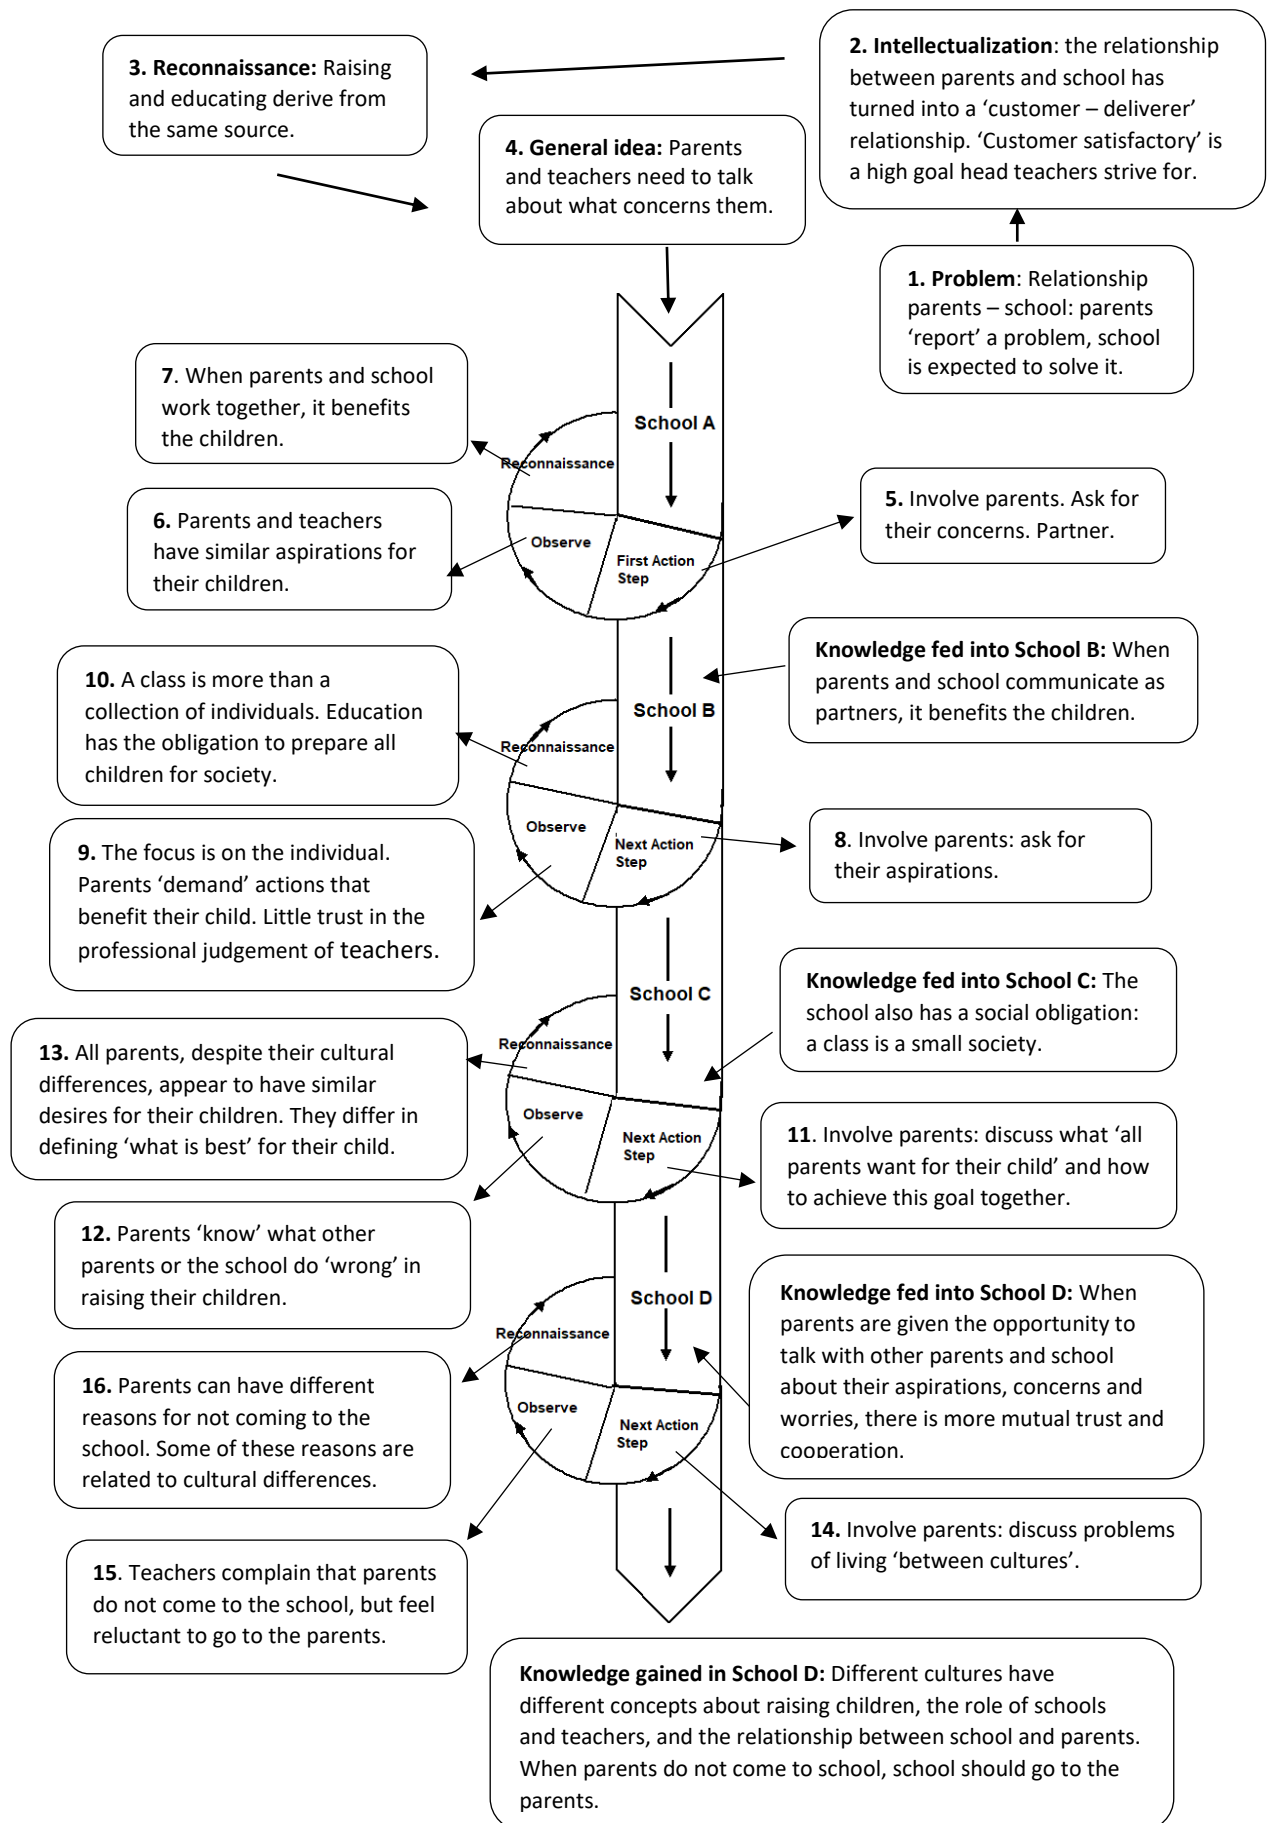 3. Reconnaissance: Raising
and educating derive from
the same source.
2. Intellectualization: the relationship
between parents and school has
turned into a ‘customer – deliverer’
relationship. ‘Customer satisfactory’ is
a high goal head teachers strive for.
4. General idea: Parents
and teachers need to talk
about what concerns them.
1. Problem: Relationship
parents – school: parents
‘report’ a problem, school
is expected to solve it.
7. When parents and school
work together, it benefits
the children.
School A
Reconnaissance
6. Parents and teachers
have similar aspirations for
their children.
Observe
First Action
Step
5. Involve parents. Ask for
their concerns. Partner.
Knowledge fed into School B: When
parents and school communicate as
partners, it benefits the children.
10. A class is more than a
collection of individuals. Education
has the obligation to prepare all
children for society.
School B
Reconnaissance
9. The focus is on the individual.
Parents ‘demand’ actions that
benefit their child. Little trust in the
professional judgement of teachers.
Observe
Next Action
Step
8. Involve parents: ask for
their aspirations.
Knowledge fed into School C: The
school also has a social obligation:
a class is a small society.
School C
Reconnaissance
13. All parents, despite their cultural
differences, appear to have similar
desires for their children. They differ in
defining ‘what is best’ for their child.
Observe
Next Action
Step
11. Involve parents: discuss what ‘all
parents want for their child’ and how
to achieve this goal together.
12. Parents ‘know’ what other
parents or the school do ‘wrong’ in
raising their children.
Knowledge fed into School D: When
parents are given the opportunity to
talk with other parents and school
about their aspirations, concerns and
worries, there is more mutual trust and
cooperation.
School D
Reconnaissance
16. Parents can have different
reasons for not coming to the
school. Some of these reasons are
related to cultural differences.
Observe
Next Action
Step
14. Involve parents: discuss problems
of living ‘between cultures’.
15. Teachers complain that parents
do not come to the school, but feel
reluctant to go to the parents.
Knowledge gained in School D: Different cultures have
different concepts about raising children, the role of schools
and teachers, and the relationship between school and parents.
When parents do not come to school, school should go to the
parents.